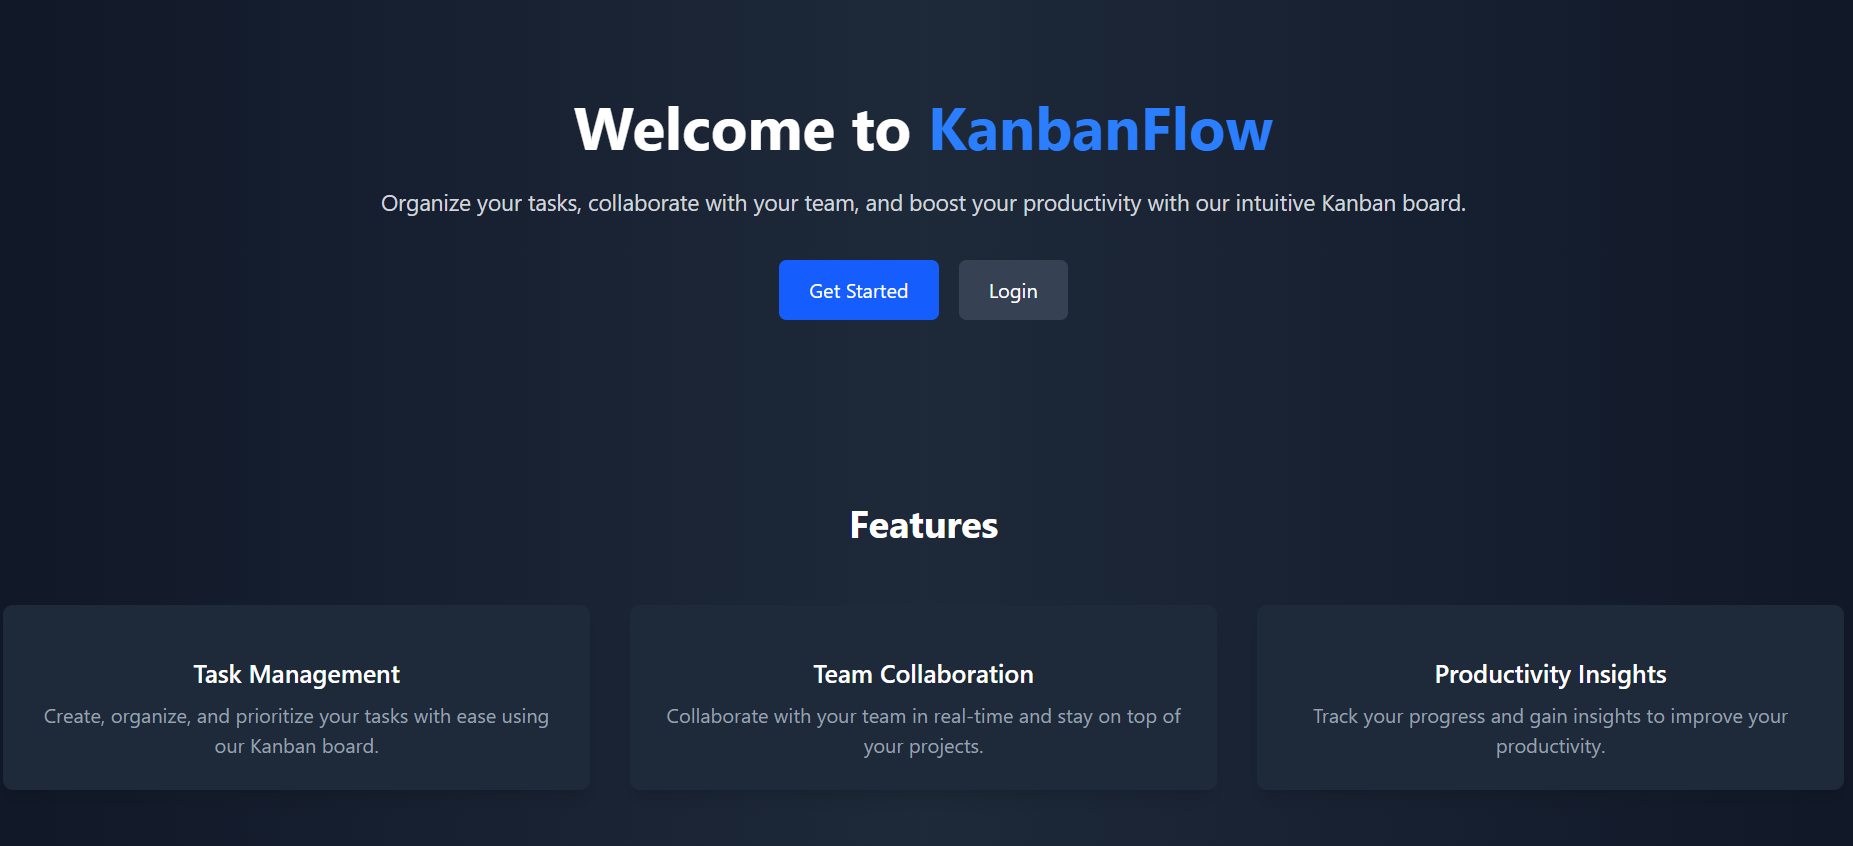 Welcome to KanbanFlow
Organize your tasks, collaborate with your team, and boost your productivity with our intuitive Kanban board.
Get Started
Login
Features
Task Management
Create, organize, and prioritize your tasks with ease using
our Kanban board.
Team Collaboration
Collaborate with your team in real-time and stay on top of
your projects.
Productivity Insights
Track your progress and gain insights to improve your
productivity.